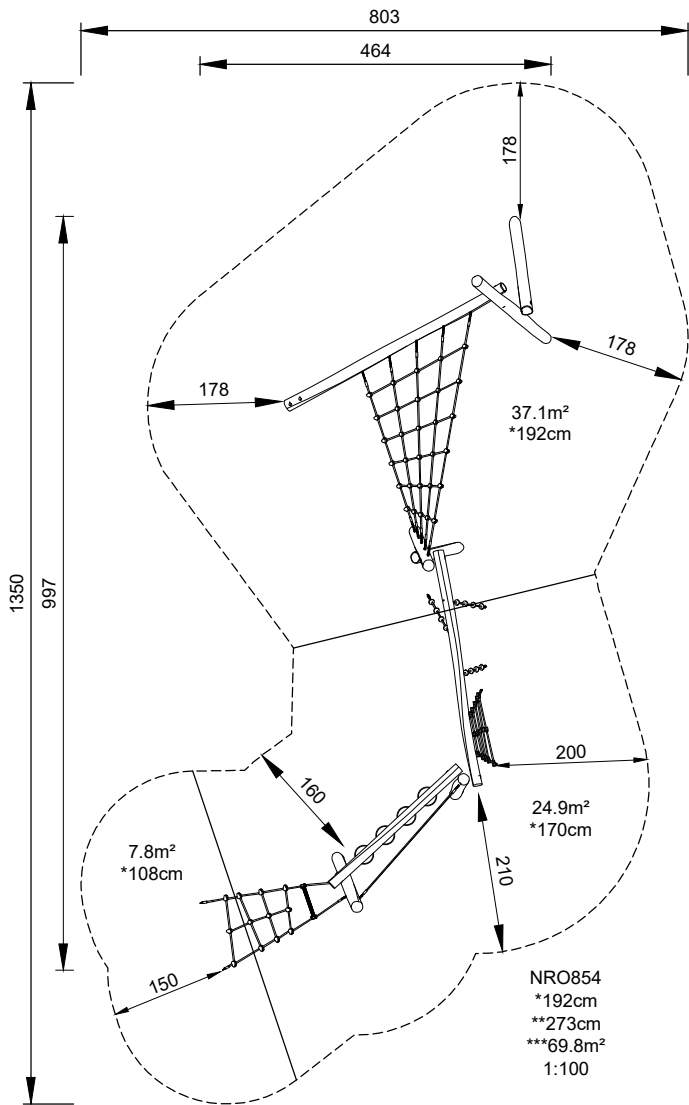 803
464
178
178
178
37.1m²
*192cm
1350
997
200
160
24.9m²
*170cm
7.8m²
*108cm
210
150
NRO854
*192cm
**273cm
***69.8m²
1:100